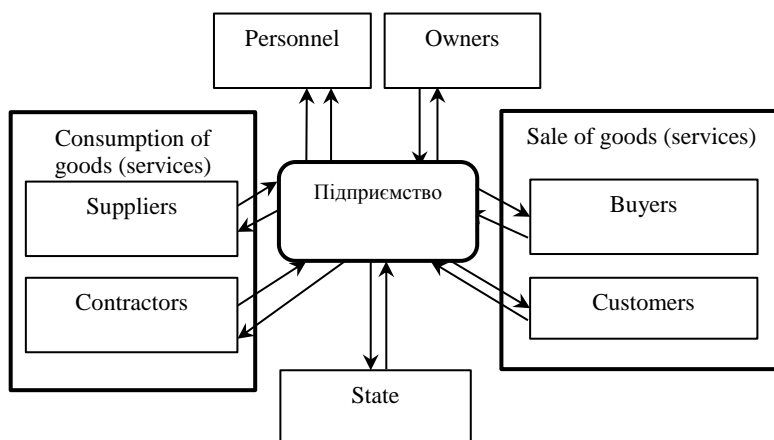 Personnel
Owners
Consumption of
goods (services)
Sale of goods (services)
Suppliers
Підприємство
Buyers
Contractors
Customers
State